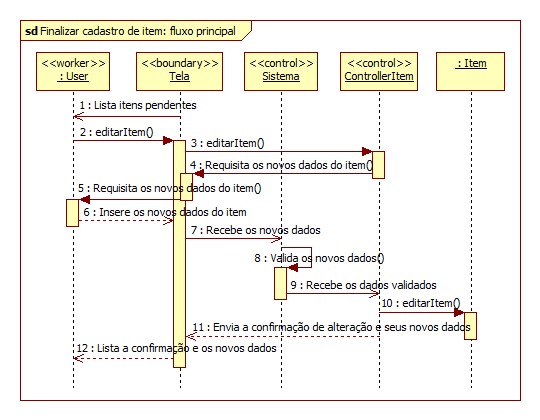 sd Finalizar cadastro de item: fluxo principal
<<worker>>
: User
<<boundary>>
Tela
<<control>>
Sistema
<<control>>
ControllerItem
: Item
1 : Lista itens pendentes
2 : editarItem()
3 : editarItem()
4 : Requisita os novos dados do item()
5 : Requisita os novos dados do item()
6 : Insere os novos dados do item
7 : Recebe os novos dados
8 : Valida os novos dados()
9 : Recebe os dados validados
10 : editarItem()
11 : Envia a confirmação de alteração e seus novos dados
12 : Lista a confirmação e os novos dados